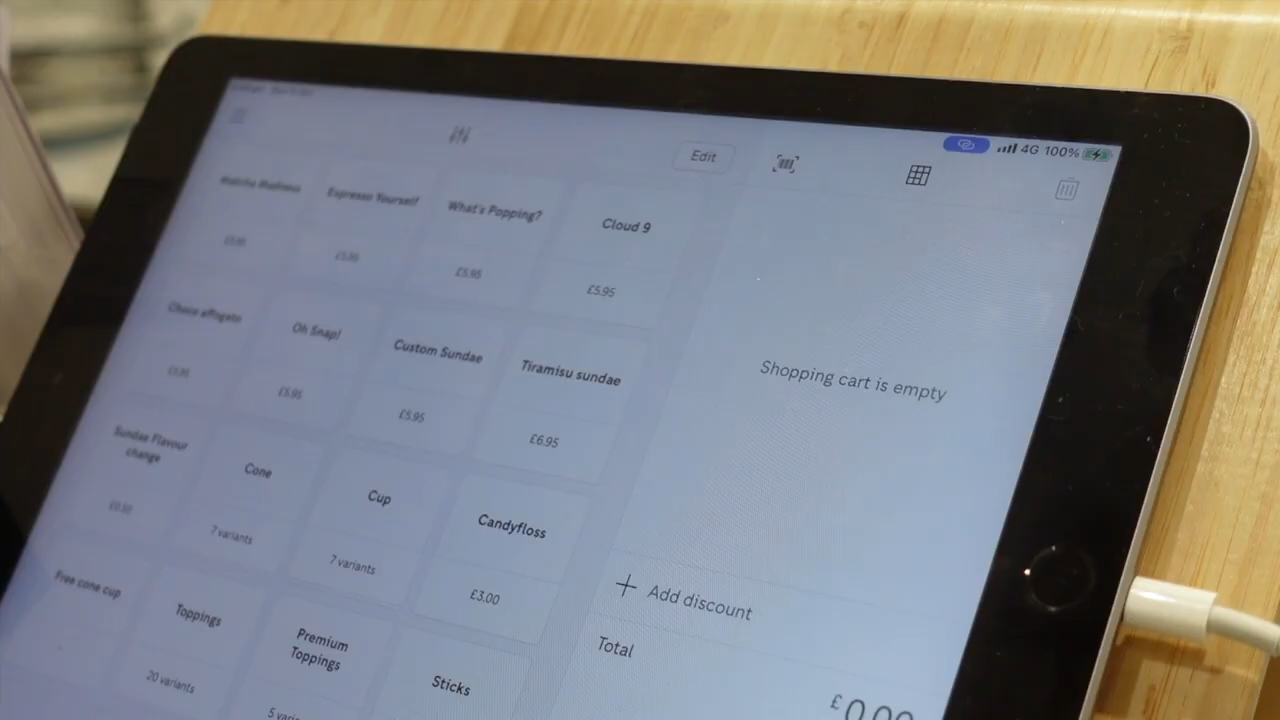 4G 100%
Edit
Matcha Madness
Espresso Yourself
What's Popping?
Cloud 9
£5.95
£5.95
£5.95
£5.95
Choco affogato
Oh Snap!
Custom Sundae
Tiramisu sundae
£5.95
£5.95
£5.95
£6.95
Shopping cart is empty
Sundae Flavour
change
Cone
Cup
Candyfloss
£0.50
7 variants
7 variants
£3.00
Free cone cup
Toppings
Premium
Toppings
Sticks
20 variants
5
Add discount
Total
£0.00